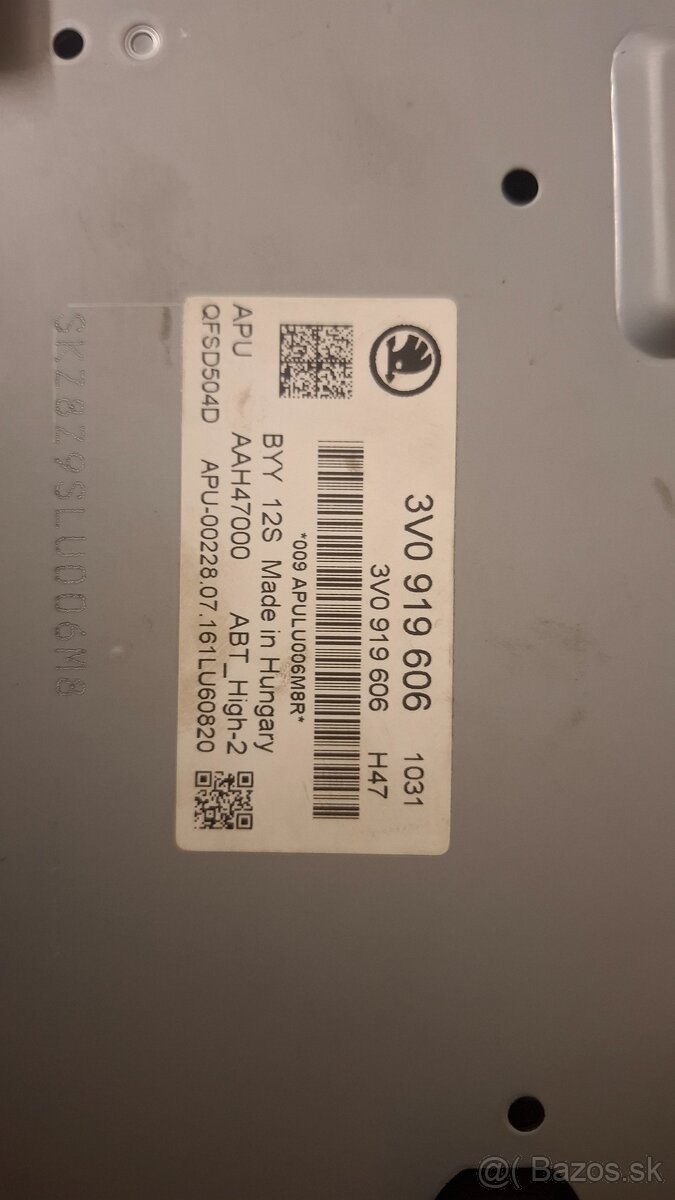 3V0 919 606 1031
3V0 919 606 H47
*009 APULU006M8R*
BYY 12S Made in Hungary
APU AAH47000 ABT_High-2
QFSD504D APU-00228.07.161LU60820
SKZ8Z9SLU006M8
@( Bazos.sk